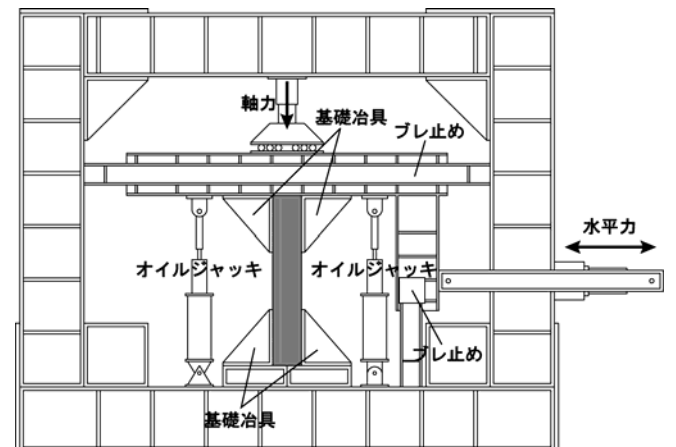 軸力
基礎冶具
ブレ止め
水平力
オイルジャッキ
オイルジャッキ
ブレ止め
基礎冶具